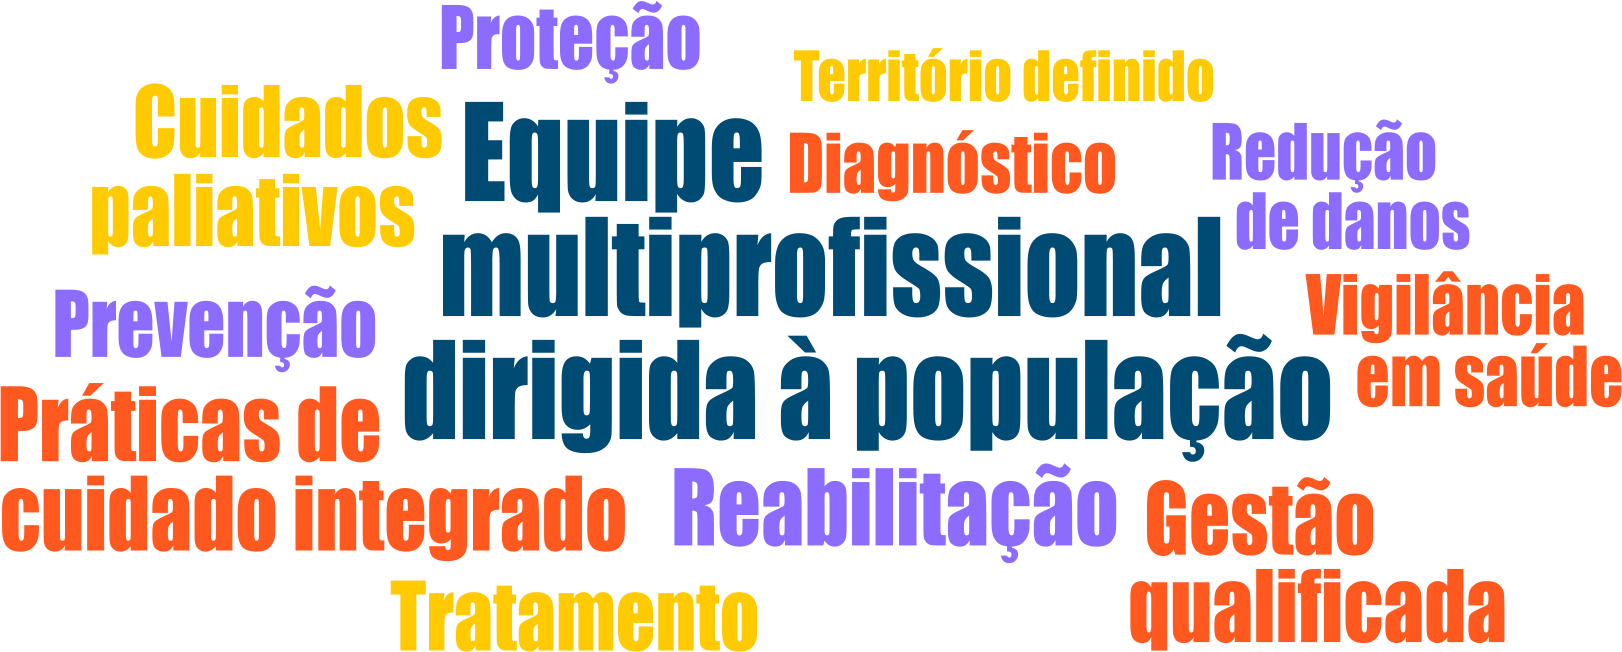 Proteção
Território definido
Cuidados
paliativos
Equipe
multiprofissional
dirigida à população
Diagnóstico
Redução
de danos
Prevenção
Vigilância
em saúde
Práticas de
cuidado integrado
Reabilitação
Gestão
qualificada
Tratamento